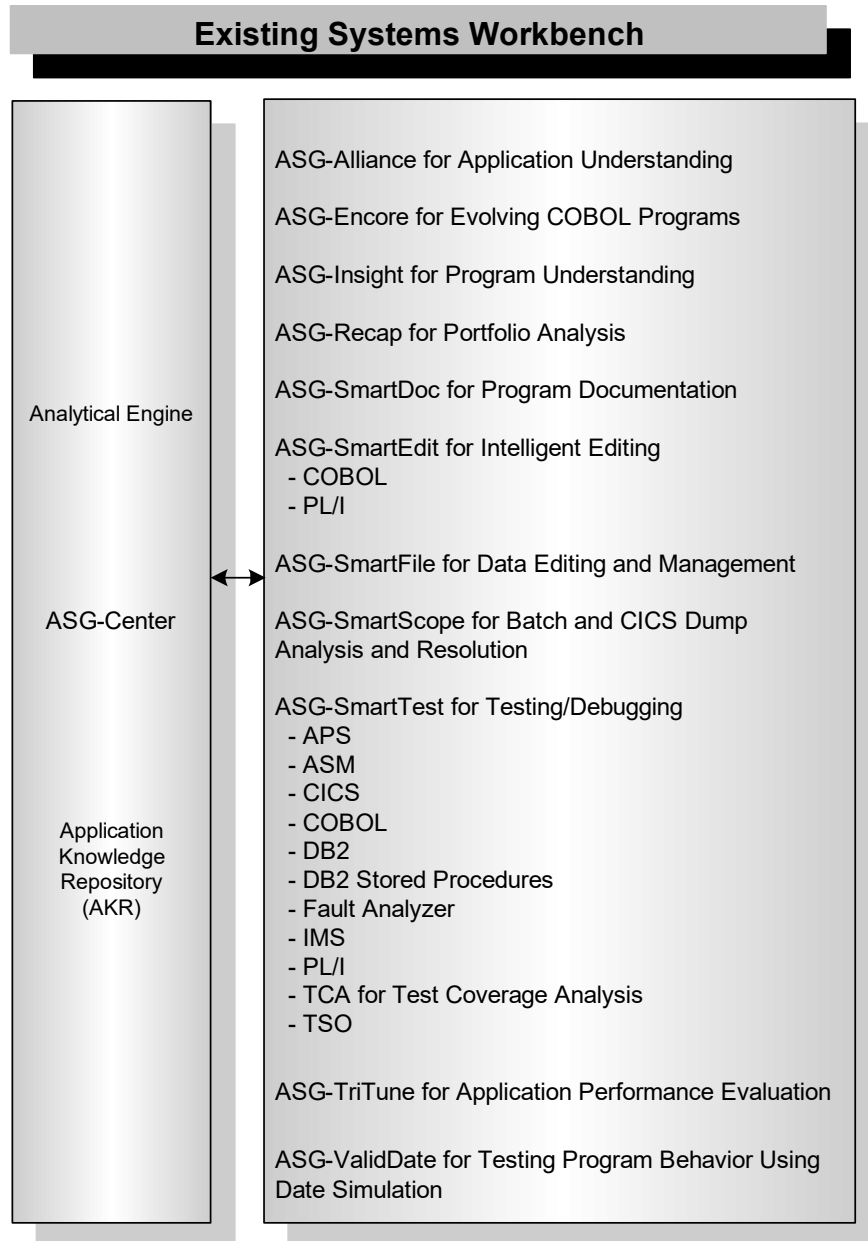 Existing Systems Workbench
Analytical Engine
ASG-Center
Application
Knowledge
Repository
(AKR)
ASG-Alliance for Application Understanding
ASG-Encore for Evolving COBOL Programs
ASG-Insight for Program Understanding
ASG-Recap for Portfolio Analysis
ASG-SmartDoc for Program Documentation
ASG-SmartEdit for Intelligent Editing
- COBOL
- PL/I
ASG-SmartFile for Data Editing and Management
ASG-SmartScope for Batch and CICS Dump
Analysis and Resolution
ASG-SmartTest for Testing/Debugging
- APS
- ASM
- CICS
- COBOL
- DB2
- DB2 Stored Procedures
- Fault Analyzer
- IMS
- PL/I
- TCA for Test Coverage Analysis
- TSO
ASG-TriTune for Application Performance Evaluation
ASG-ValidDate for Testing Program Behavior Using
Date Simulation